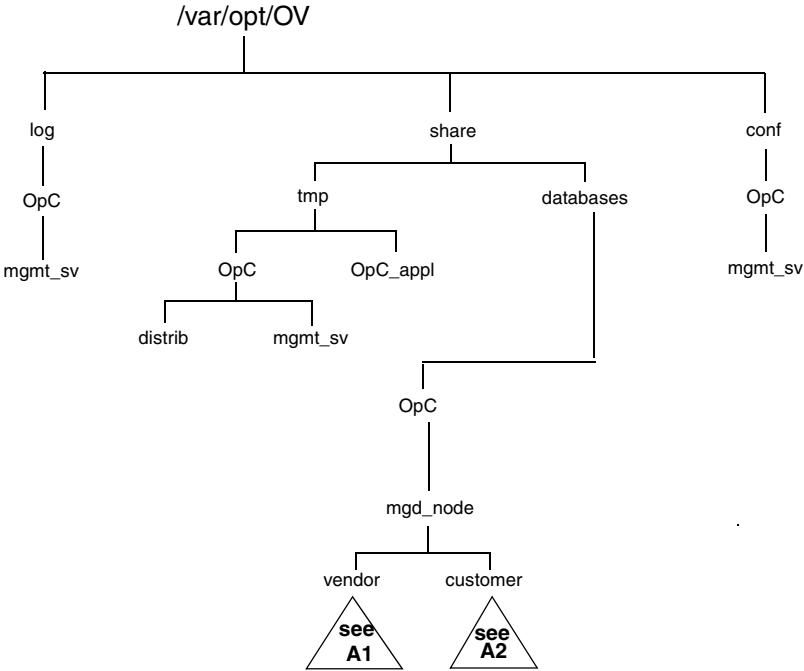 /var/opt/OV
log
share
conf
OpC
tmp
databases
OpC
mgmt_sv
OpC
OpC_appl
mgmt_sv
distrib
mgmt_sv
OpC
mgd_node
vendor
customer
see
A1
see
A2